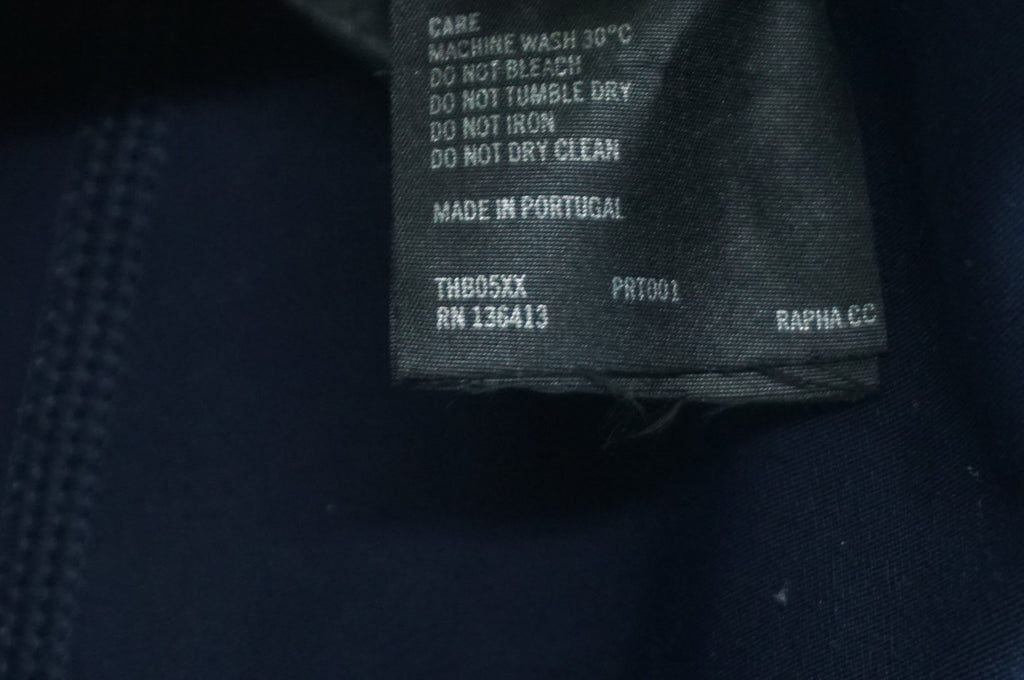 CARE
MACHINE WASH 30°C
DO NOT BLEACH
DO NOT TUMBLE DRY
DO NOT IRON
DO NOT DRY CLEAN
MADE IN PORTUGAL
THB05XX PRT001
RN 136413 RAPHA CC